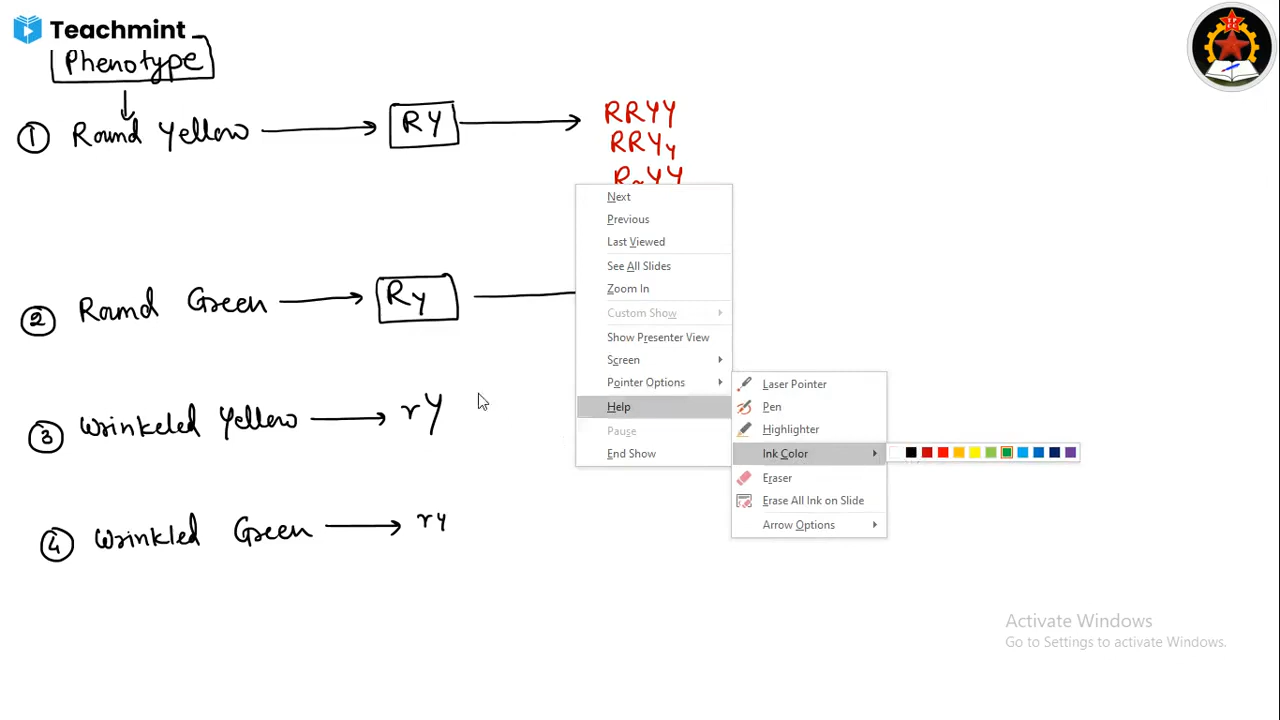 Teachmint
Phenotype
① Round Yellow → RY → RRYY
RRYy
RrYY
② Round Green → Ry
③ Wrinkeled Yellow → rY
④ Wrinkled Green → ry
Next
Previous
Last Viewed
See All Slides
Zoom In
Custom Show
Show Presenter View
Screen
Pointer Options
Help
Pause
End Show
Laser Pointer
Pen
Highlighter
Ink Color
Eraser
Erase All Ink on Slide
Arrow Options
Activate Windows
Go to Settings to activate Windows.